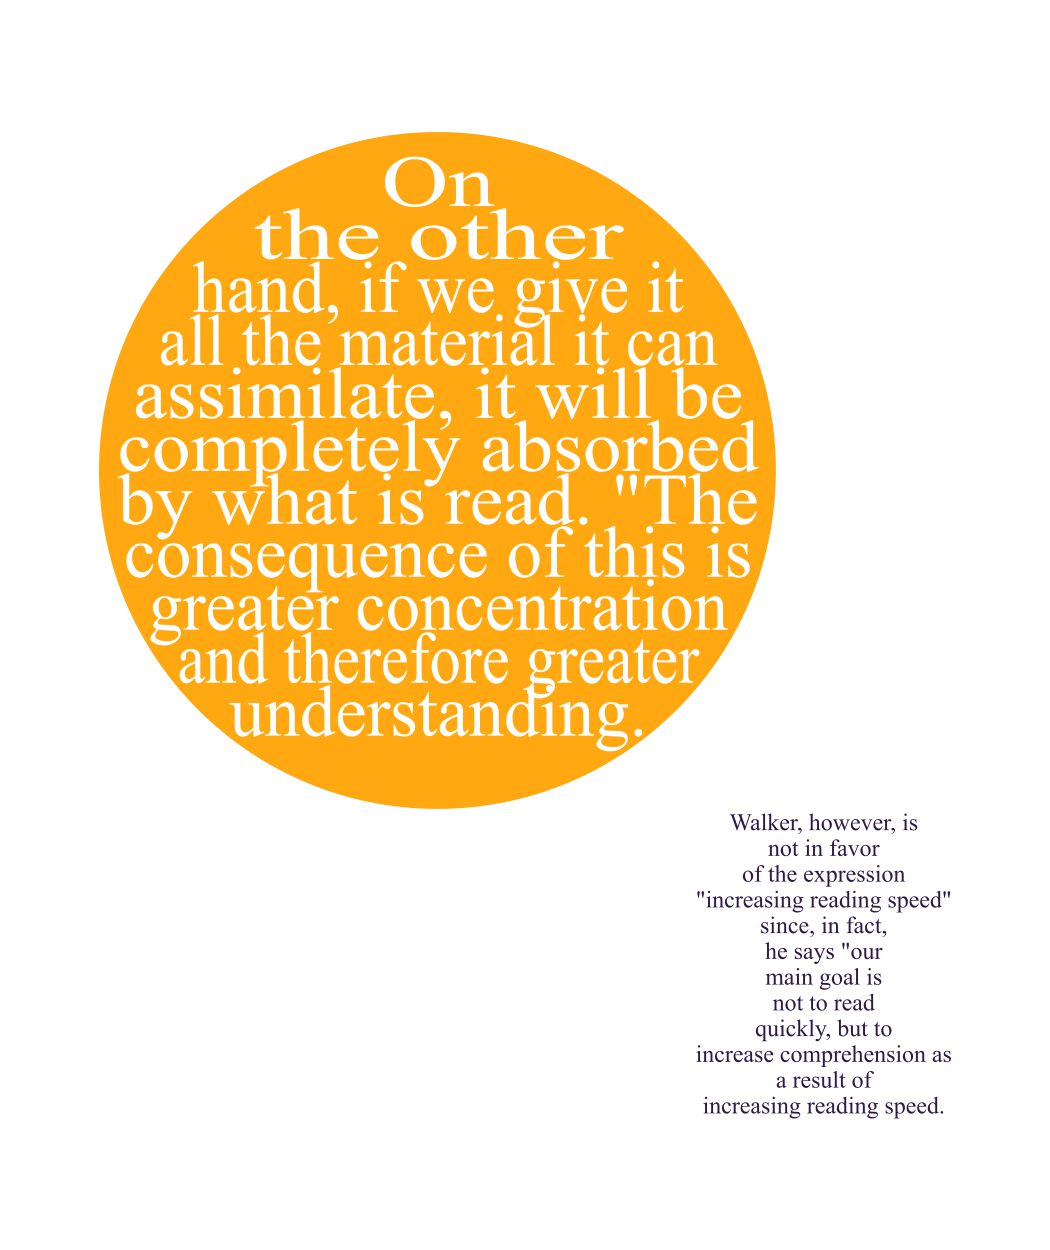 On
the other
hand, if we give it
all the material it can
assimilate, it will be
completely absorbed
by what is read. "The
consequence of this is
greater concentration
and therefore greater
understanding.
Walker, however, is
not in favor
of the expression
"increasing reading speed"
since, in fact,
he says "our
main goal is
not to read
quickly, but to
increase comprehension as
a result of
increasing reading speed.